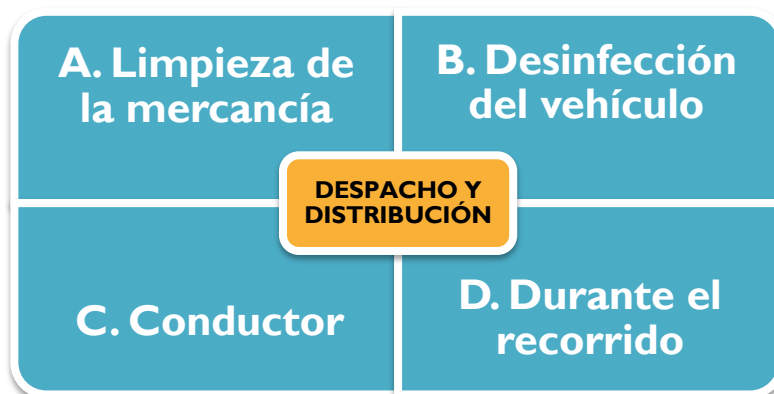 A. Limpieza de
la mercancía
B. Desinfección
del vehículo
DESPACHO Y
DISTRIBUCIÓN
C. Conductor
D. Durante el
recorrido